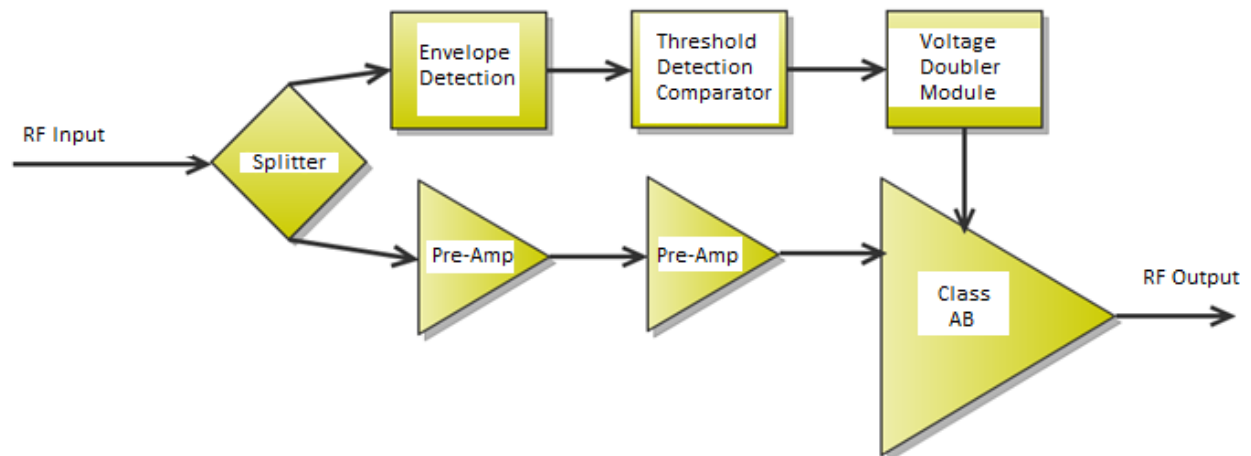 Envelope
Detection
Threshold
Detection
Comparator
Voltage
Doubler
Module
RF Input
Splitter
Pre-Amp
Pre-Amp
Class
AB
RF Output